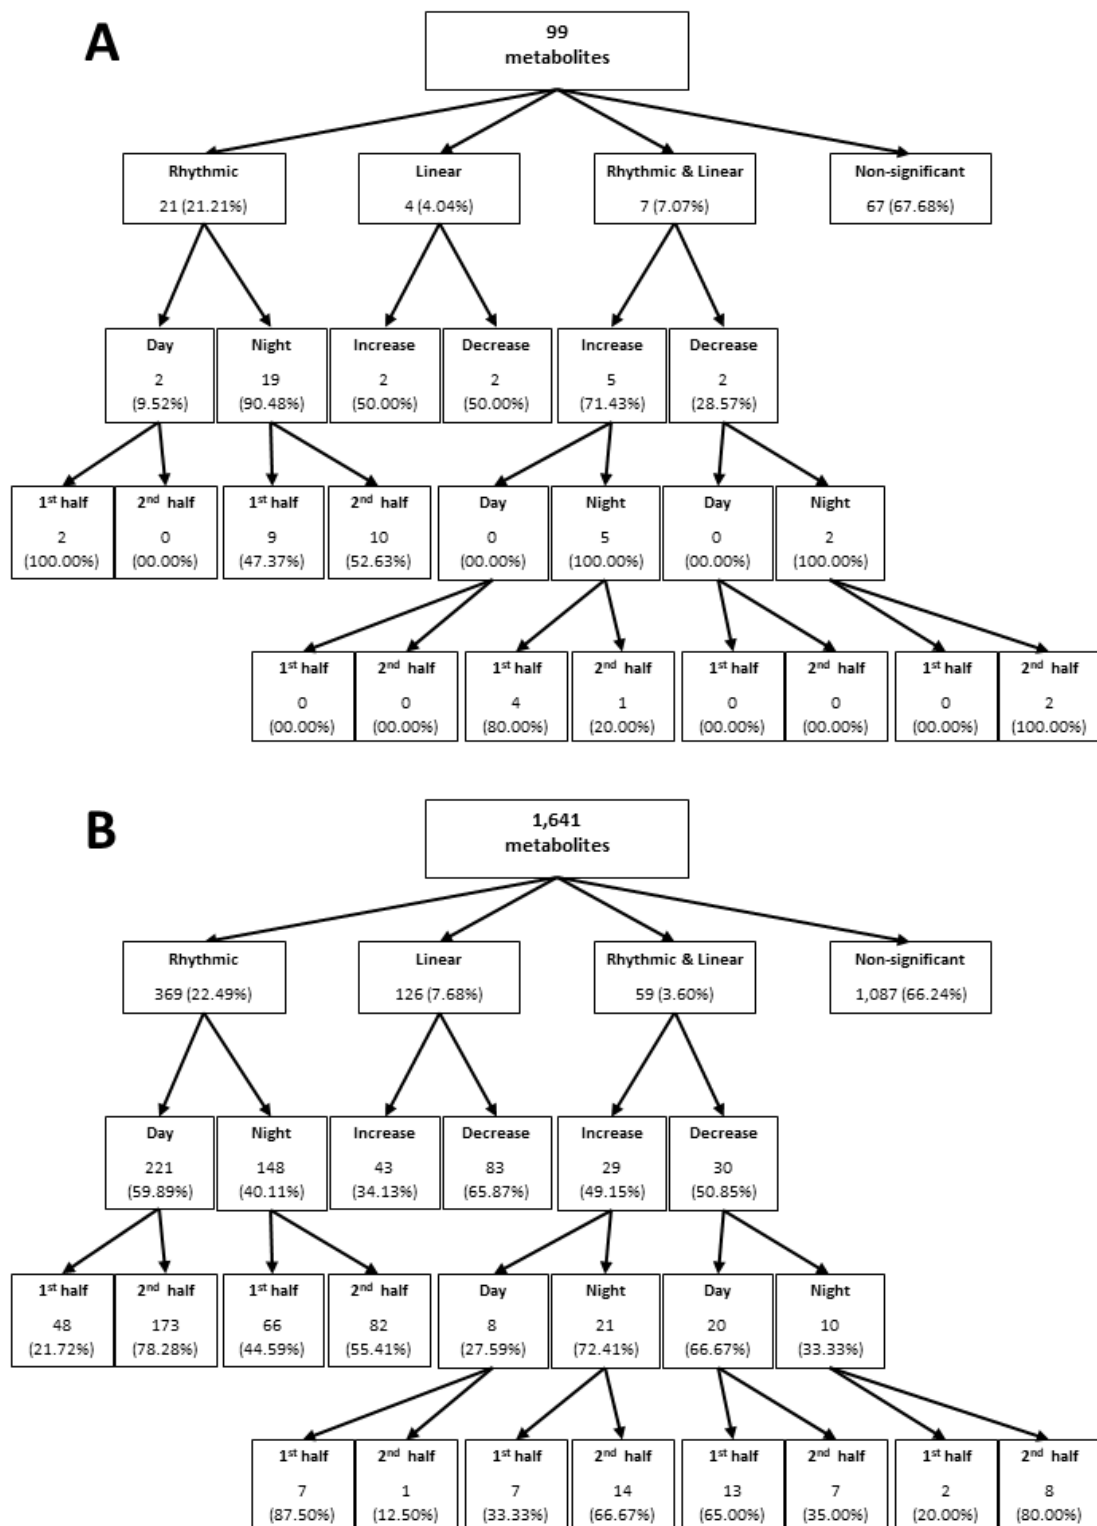 A
99
metabolites
Rhythmic
21 (21.21%)
Linear
4 (4.04%)
Rhythmic & Linear
7 (7.07%)
Non-significant
67 (67.68%)
Day
2
(9.52%)
Night
19
(90.48%)
Increase
2
(50.00%)
Decrease
2
(50.00%)
Increase
5
(71.43%)
Decrease
2
(28.57%)
1st half
2
(100.00%)
2nd half
0
(00.00%)
1st half
9
(47.37%)
2nd half
10
(52.63%)
Day
0
(00.00%)
Night
5
(100.00%)
Day
0
(00.00%)
Night
2
(100.00%)
1st half
0
(00.00%)
2nd half
0
(00.00%)
1st half
4
(80.00%)
2nd half
1
(20.00%)
1st half
0
(00.00%)
2nd half
0
(00.00%)
1st half
0
(00.00%)
2nd half
2
(100.00%)
B
1,641
metabolites
Rhythmic
369 (22.49%)
Linear
126 (7.68%)
Rhythmic & Linear
59 (3.60%)
Non-significant
1,087 (66.24%)
Day
221
(59.89%)
Night
148
(40.11%)
Increase
43
(34.13%)
Decrease
83
(65.87%)
Increase
29
(49.15%)
Decrease
30
(50.85%)
1st half
48
(21.72%)
2nd half
173
(78.28%)
1st half
66
(44.59%)
2nd half
82
(55.41%)
Day
8
(27.59%)
Night
21
(72.41%)
Day
20
(66.67%)
Night
10
(33.33%)
1st half
7
(87.50%)
2nd half
1
(12.50%)
1st half
7
(33.33%)
2nd half
14
(66.67%)
1st half
13
(65.00%)
2nd half
7
(35.00%)
1st half
2
(20.00%)
2nd half
8
(80.00%)